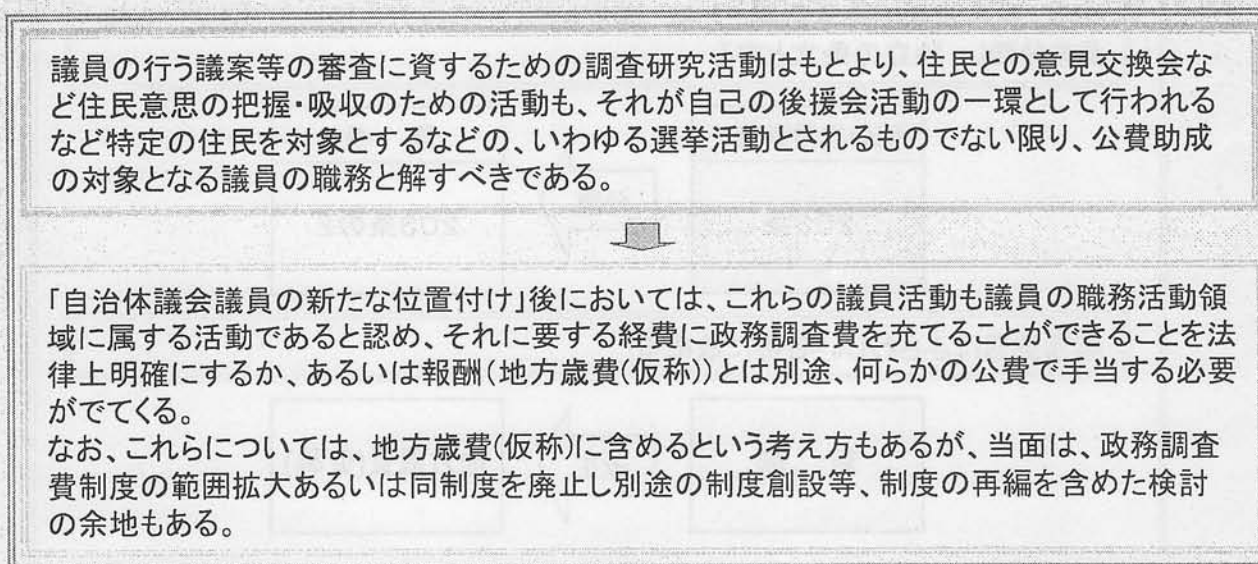 議員の行う議案等の審査に資するための調査研究活動はもとより、住民との意見交換会な
ど住民意思の把握・吸収のための活動も、それが自己の後援会活動の一環として行われる
など特定の住民を対象とするなどの、いわゆる選挙活動とされるものでない限り、公費助成
の対象となる議員の職務と解すべきである。
「自治体議会議員の新たな位置付け」後においては、これらの議員活動も議員の職務活動領
域に属する活動であると認め、それに要する経費に政務調査費を充てることができることを法
律上明確にするか、あるいは報酬(地方歳費(仮称))とは別途、何らかの公費で手当する必要
がでてくる。
なお、これらについては、地方歳費(仮称)に含めるという考え方もあるが、当面は、政務調査
費制度の範囲拡大あるいは同制度を廃止し別途の制度創設等、制度の再編を含めた検討
の余地もある。